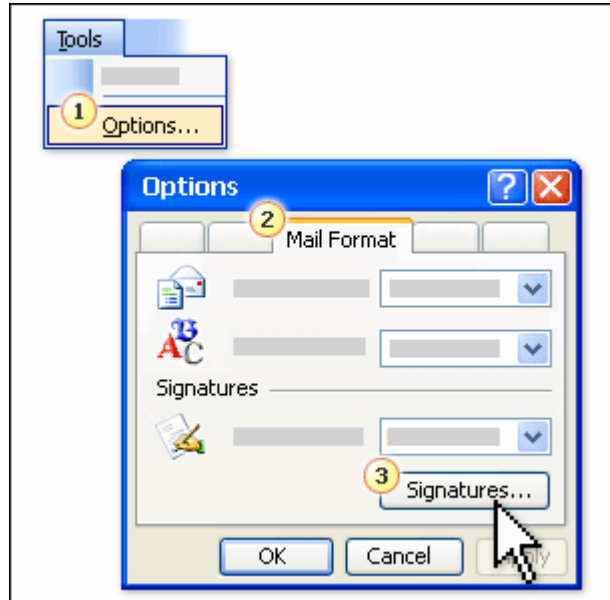 Tools
1
Options...
Options
?
2
Mail Format
Signatures
3
Signatures...
OK
Cancel